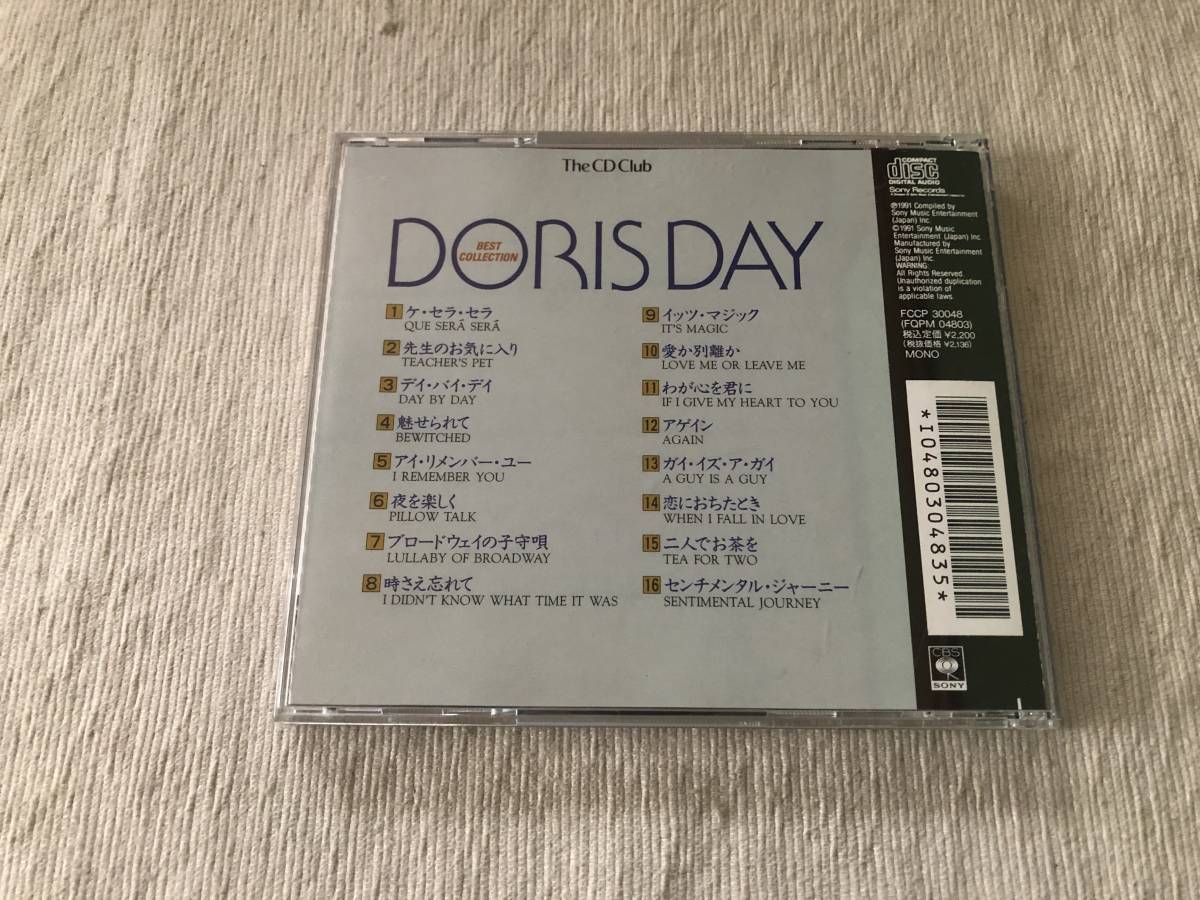 The CD Club
DORIS DAY
BEST
COLLECTION
1 ケ・セラ・セラ
QUE SERÃ SERÃ
2 先生のお気に入り
TEACHER'S PET
3 デイ・バイ・デイ
DAY BY DAY
4 魅せられて
BEWITCHED
5 アイ・リメンバー・ユー
I REMEMBER YOU
6 夜を楽しく
PILLOW TALK
7 ブロードウェイの子守唄
LULLABY OF BROADWAY
8 時さえ忘れて
I DIDN'T KNOW WHAT TIME IT WAS
9 イッツ・マジック
IT'S MAGIC
10 愛か別離か
LOVE ME OR LEAVE ME
11 わが心を君に
IF I GIVE MY HEART TO YOU
12 アゲイン
AGAIN
13 ガイ・イズ・ア・ガイ
A GUY IS A GUY
14 恋におちたとき
WHEN I FALL IN LOVE
15 二人でお茶を
TEA FOR TWO
16 センチメンタル・ジャーニー
SENTIMENTAL JOURNEY
COMPACT
disc
DIGITAL AUDIO
Sony Records
℗1991 Compiled by
Sony Music Entertainment
(Japan) Inc.
©1991 Sony Music
Entertainment (Japan) Inc.
Manufactured by
Sony Music Entertainment
(Japan) Inc.
WARNING:
All Rights Reserved.
Unauthorized duplication
is a violation of
applicable laws.
FCCP 30048
(FQPM 04803)
税込定価 ¥2,200
(税抜価格 ¥2,136)
MONO
*I0480304835*
CBS
SONY